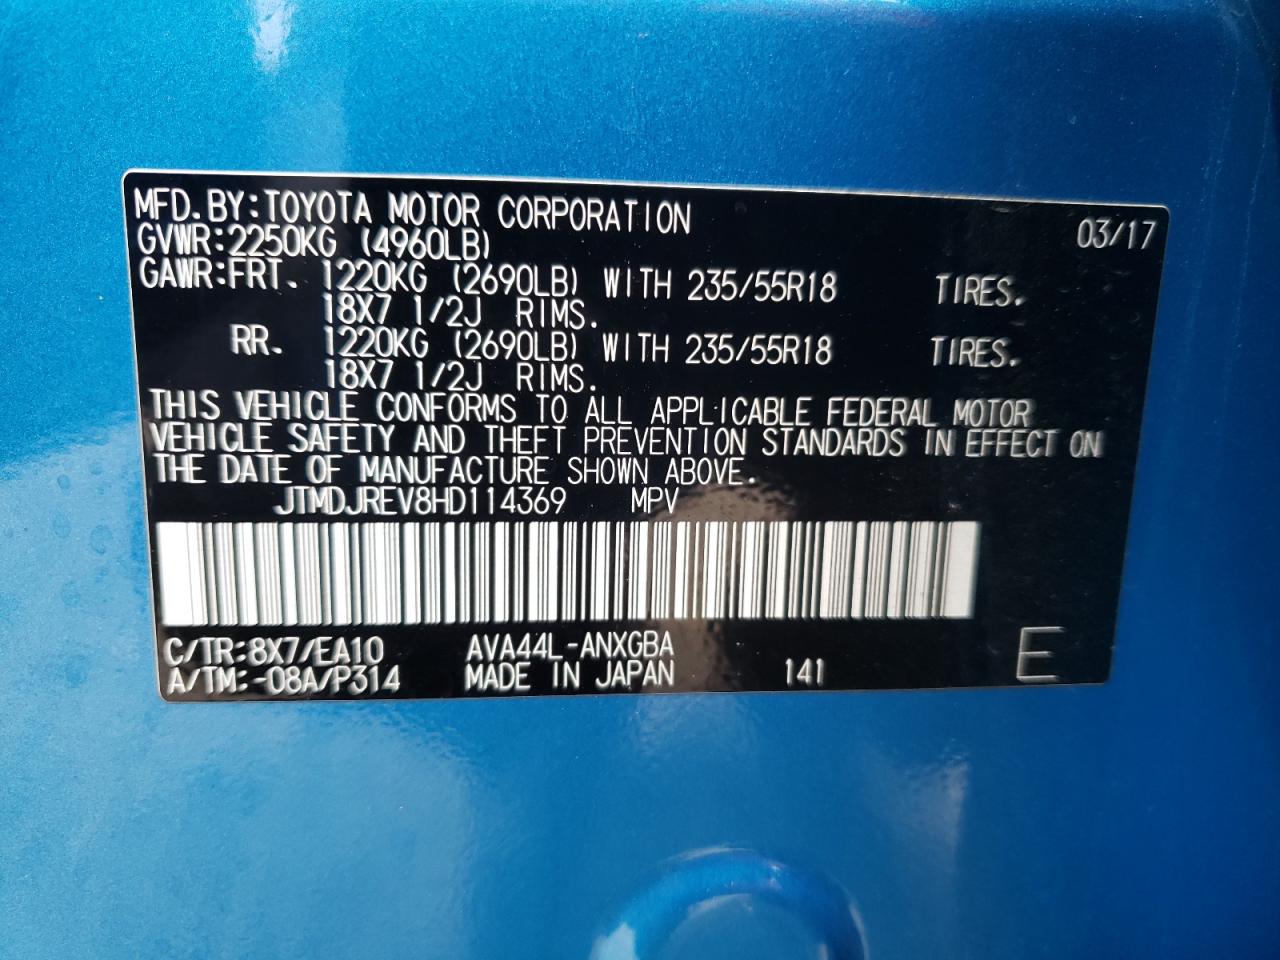 MFD. BY: TOYOTA MOTOR CORPORATION 03/17
GVWR: 2250KG (4960LB)
GAWR: FRT. 1220KG (2690LB) WITH 235/55R18 TIRES.
18X7 1/2J RIMS.
RR. 1220KG (2690LB) WITH 235/55R18 TIRES.
18X7 1/2J RIMS.
THIS VEHICLE CONFORMS TO ALL APPLICABLE FEDERAL MOTOR
VEHICLE SAFETY AND THEFT PREVENTION STANDARDS IN EFFECT ON
THE DATE OF MANUFACTURE SHOWN ABOVE.
JTMDJREV8HD114369 MPV
C/TR: 8X7/EA10 AVA44L-ANXGBA
A/TM: -08A/P314 MADE IN JAPAN 141 E